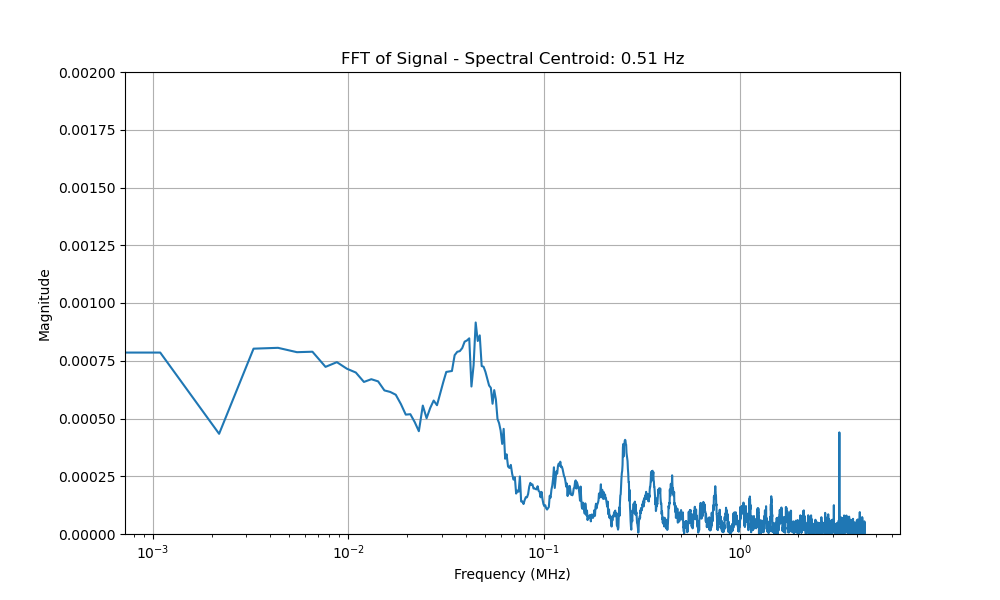 FFT of Signal - Spectral Centroid: 0.51 Hz
0.00200
0.00175
0.00150
0.00125
0.00100
0.00075
0.00050
0.00025
0.00000
Magnitude
10⁻³ 10⁻² 10⁻¹ 10⁰
Frequency (MHz)